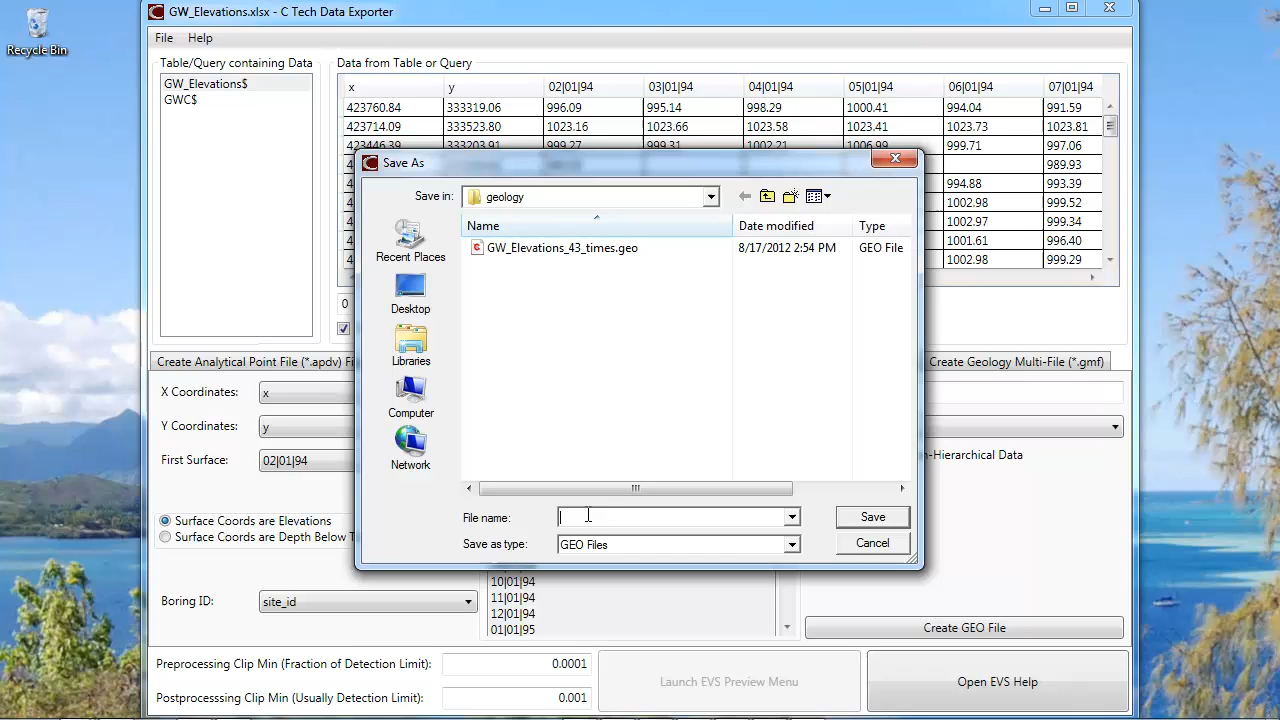 Recycle Bin
GW_Elevations.xlsx - C Tech Data Exporter
File Help
Table/Query containing Data
GW_Elevations$
GWC$
Data from Table or Query
x y 02|01|94 03|01|94 04|01|94 05|01|94 06|01|94 07|01|94
423760.84 333319.06 996.09 995.14 998.29 1000.41 994.04 991.59
423714.09 333523.80 1023.16 1023.66 1023.58 1023.41 1023.73 1023.81
423446.39 333203.91 999.27 999.31 1002.21 1006.99 999.71 997.06
989.93
994.88 993.39
1002.98 999.52
1002.97 999.34
1001.61 996.40
1002.98 999.29
0
Save As
Save in: geology
Name Date modified Type
GW_Elevations_43_times.geo 8/17/2012 2:54 PM GEO File
Recent Places
Desktop
Libraries
Computer
Network
File name: Save
Save as type: GEO Files Cancel
Create Analytical Point File (*.apdv) Fi
Create Geology Multi-File (*.gmf)
X Coordinates: x
Y Coordinates: y
First Surface: 02|01|94
n-Hierarchical Data
Surface Coords are Elevations
Surface Coords are Depth Below T
10|01|94
11|01|94
12|01|94
01|01|95
Boring ID: site_id
Create GEO File
Preprocessing Clip Min (Fraction of Detection Limit): 0.0001
Postprocesssing Clip Min (Usually Detection Limit): 0.001
Launch EVS Preview Menu
Open EVS Help